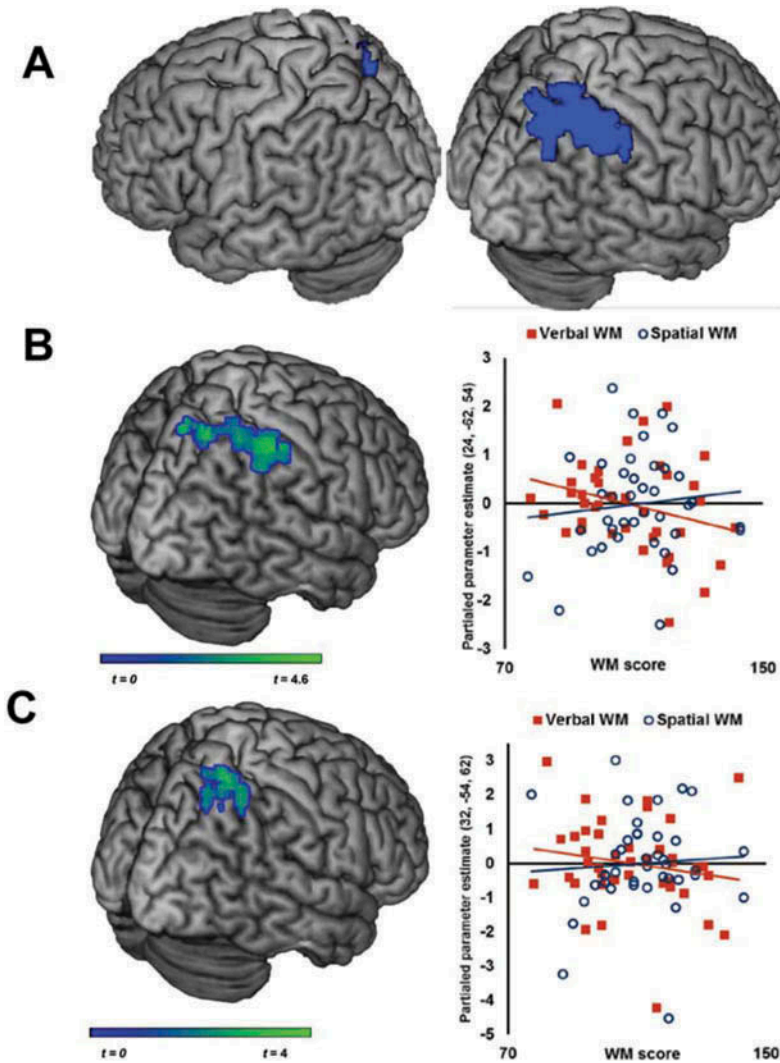 A
B
Verbal WM Spatial WM
Partialed parameter estimate (24, -62, 54)
3
2
1
0
-1
-2
-3
70 WM score 150
t = 0 t = 4.6
C
Verbal WM Spatial WM
Partialed parameter estimate (32, -54, 62)
3
2
1
0
-1
-2
-3
-4
-5
70 WM score 150
t = 0 t = 4